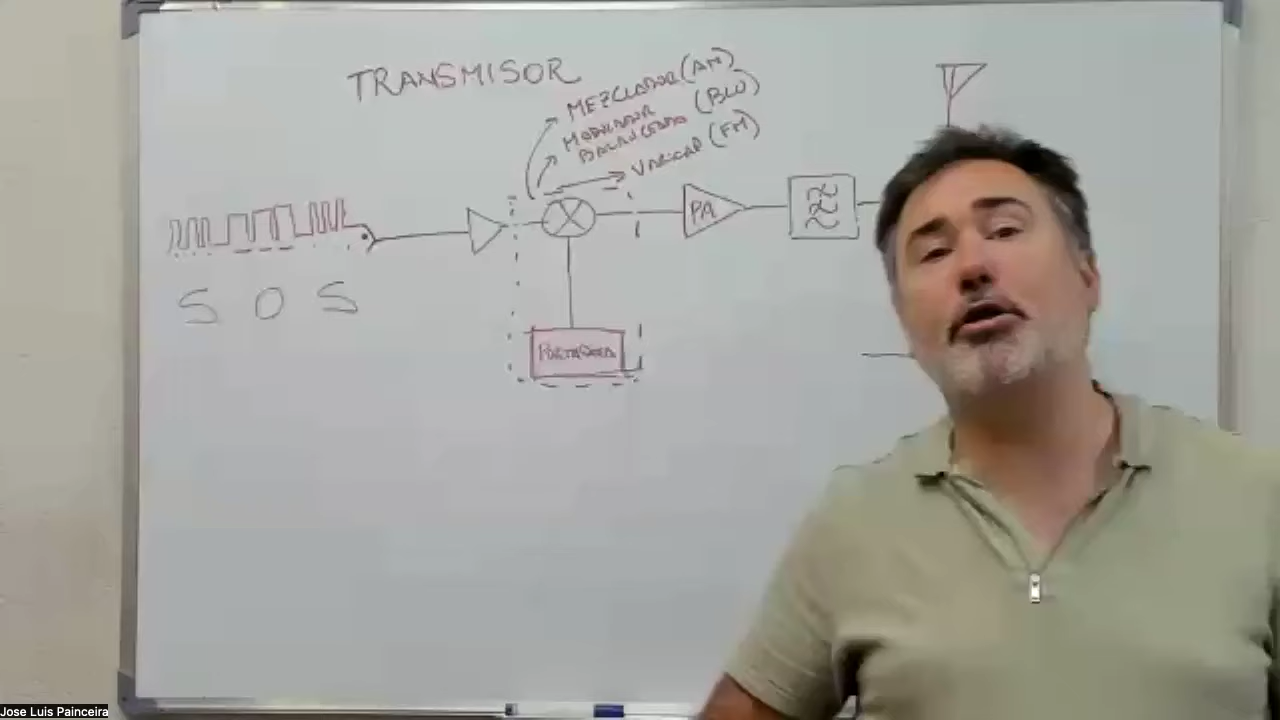 TRANSMISOR
MEZCLADOR (AM)
MODULADOR (BLU)
BALANCEADO
VARICAP (FM)
PA
S O S
PORTADORA
Jose Luis Painceira